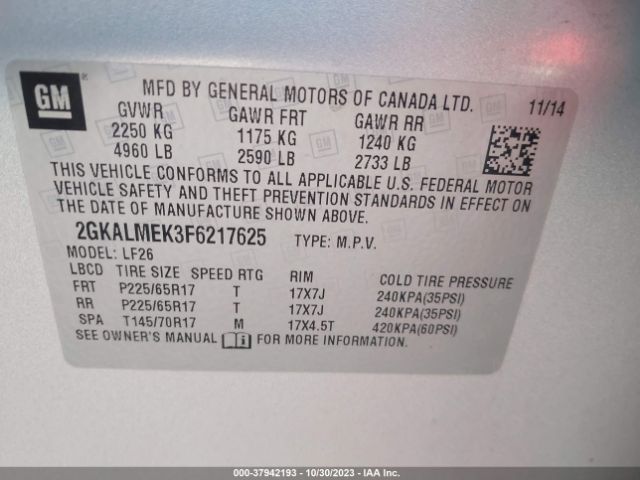 GM ®
MFD BY GENERAL MOTORS OF CANADA LTD. 11/14
GVWR GAWR FRT GAWR RR
2250 KG 1175 KG 1240 KG
4960 LB 2590 LB 2733 LB
THIS VEHICLE CONFORMS TO ALL APPLICABLE U.S. FEDERAL MOTOR
VEHICLE SAFETY AND THEFT PREVENTION STANDARDS IN EFFECT ON
THE DATE OF MANUFACTURE SHOWN ABOVE.
2GKALMEK3F6217625 TYPE: M.P.V.
MODEL: LF26
LBCD TIRE SIZE SPEED RTG RIM COLD TIRE PRESSURE
FRT P225/65R17 T 17X7J 240KPA(35PSI)
RR P225/65R17 T 17X7J 240KPA(35PSI)
SPA T145/70R17 M 17X4.5T 420KPA(60PSI)
SEE OWNER'S MANUAL i FOR MORE INFORMATION.
000-37942193 - 10/30/2023 - IAA